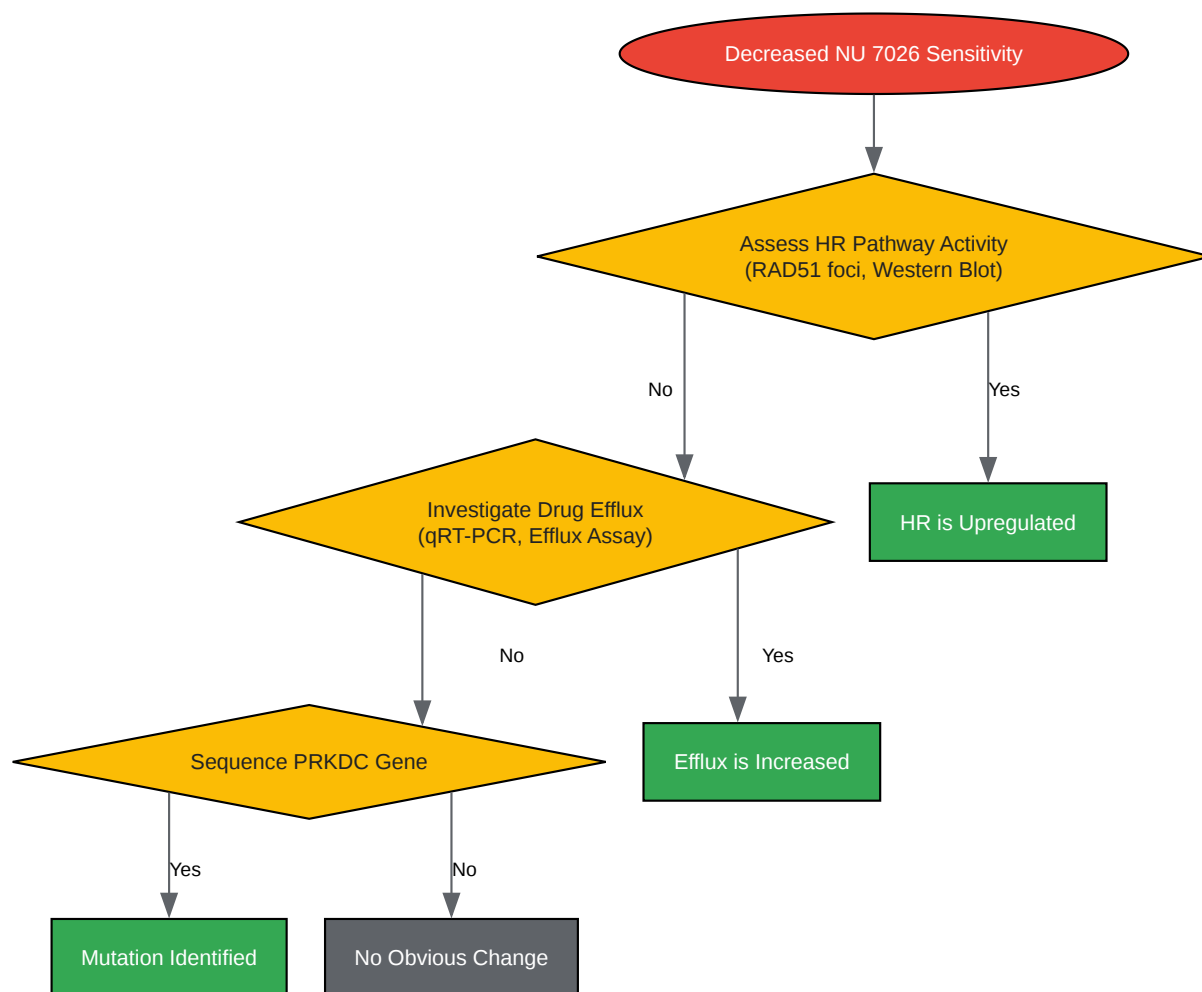 Decreased NU 7026 Sensitivity
Assess HR Pathway Activity
(RAD51 foci, Western Blot)
No
Yes
HR is Upregulated
Investigate Drug Efflux
(qRT-PCR, Efflux Assay)
No
Yes
Efflux is Increased
Sequence PRKDC Gene
Yes
No
Mutation Identified
No Obvious Change